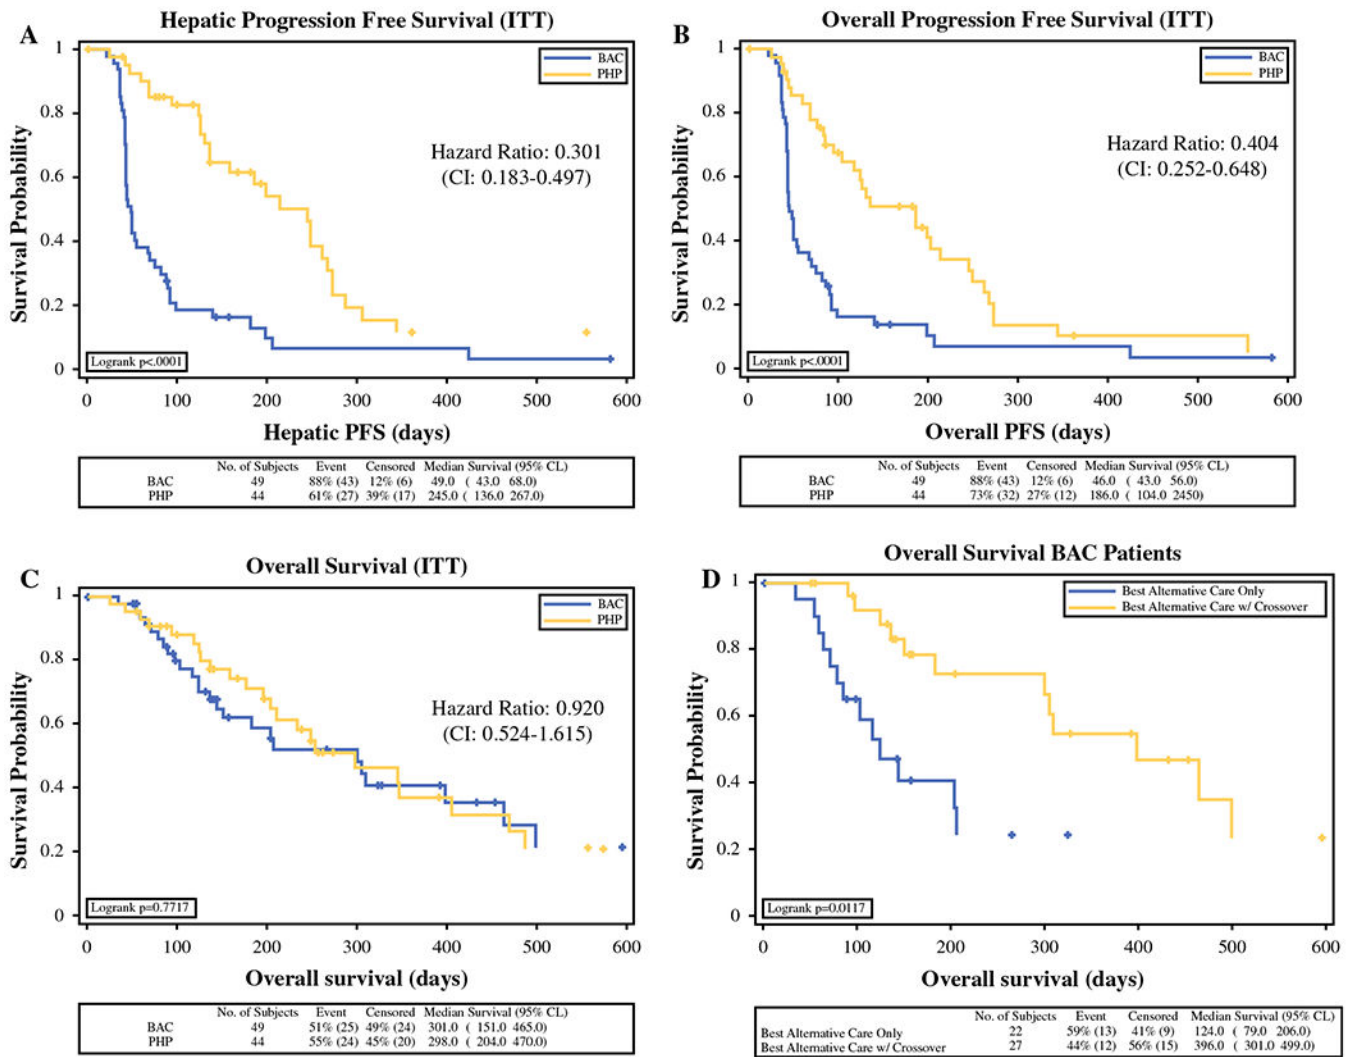 A
Hepatic Progression Free Survival (ITT)
1
0.8
0.6
0.4
0.2
0
Survival Probability
BAC
PHP
Hazard Ratio: 0.301
(CI: 0.183-0.497)
Logrank p<.0001
0 100 200 300 400 500 600
Hepatic PFS (days)
No. of Subjects Event Censored Median Survival (95% CL)
BAC 49 88% (43) 12% (6) 49.0 ( 43.0 68.0)
PHP 44 61% (27) 39% (17) 245.0 ( 136.0 267.0)
B
Overall Progression Free Survival (ITT)
1
0.8
0.6
0.4
0.2
0
Survival Probability
BAC
PHP
Hazard Ratio: 0.404
(CI: 0.252-0.648)
Logrank p<.0001
0 100 200 300 400 500 600
Overall PFS (days)
No. of Subjects Event Censored Median Survival (95% CL)
BAC 49 88% (43) 12% (6) 46.0 ( 43.0 56.0)
PHP 44 73% (32) 27% (12) 186.0 ( 104.0 2450)
C
Overall Survival (ITT)
1
0.8
0.6
0.4
0.2
0
Survival Probability
BAC
PHP
Hazard Ratio: 0.920
(CI: 0.524-1.615)
Logrank p=0.7717
0 100 200 300 400 500 600
Overall survival (days)
No. of Subjects Event Censored Median Survival (95% CL)
BAC 49 51% (25) 49% (24) 301.0 ( 151.0 465.0)
PHP 44 55% (24) 45% (20) 298.0 ( 204.0 470.0)
D
Overall Survival BAC Patients
1
0.8
0.6
0.4
0.2
0
Survival Probability
Best Alternative Care Only
Best Alternative Care w/ Crossover
Logrank p=0.0117
0 100 200 300 400 500 600
Overall survival (days)
No. of Subjects Event Censored Median Survival (95% CL)
Best Alternative Care Only 22 59% (13) 41% (9) 124.0 ( 79.0 206.0)
Best Alternative Care w/ Crossover 27 44% (12) 56% (15) 396.0 ( 301.0 499.0)